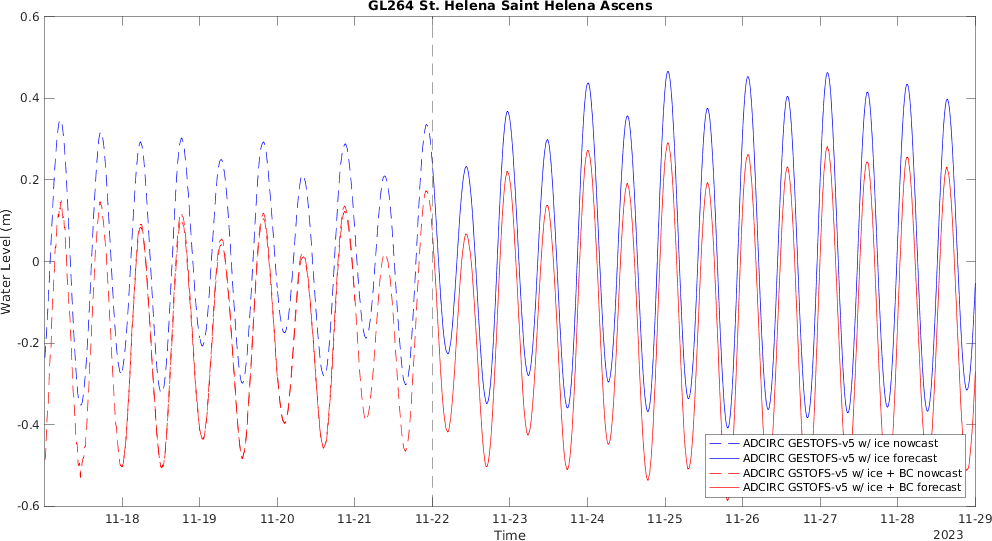 GL264 St. Helena Saint Helena Ascens
0.6
0.4
0.2
0
-0.2
-0.4
-0.6
Water Level (m)
ADCIRC GESTOFS-v5 w/ ice nowcast
ADCIRC GESTOFS-v5 w/ ice forecast
ADCIRC GSTOFS-v5 w/ ice + BC nowcast
ADCIRC GSTOFS-v5 w/ ice + BC forecast
11-18 11-19 11-20 11-21 11-22 11-23 11-24 11-25 11-26 11-27 11-28 11-29
Time
2023